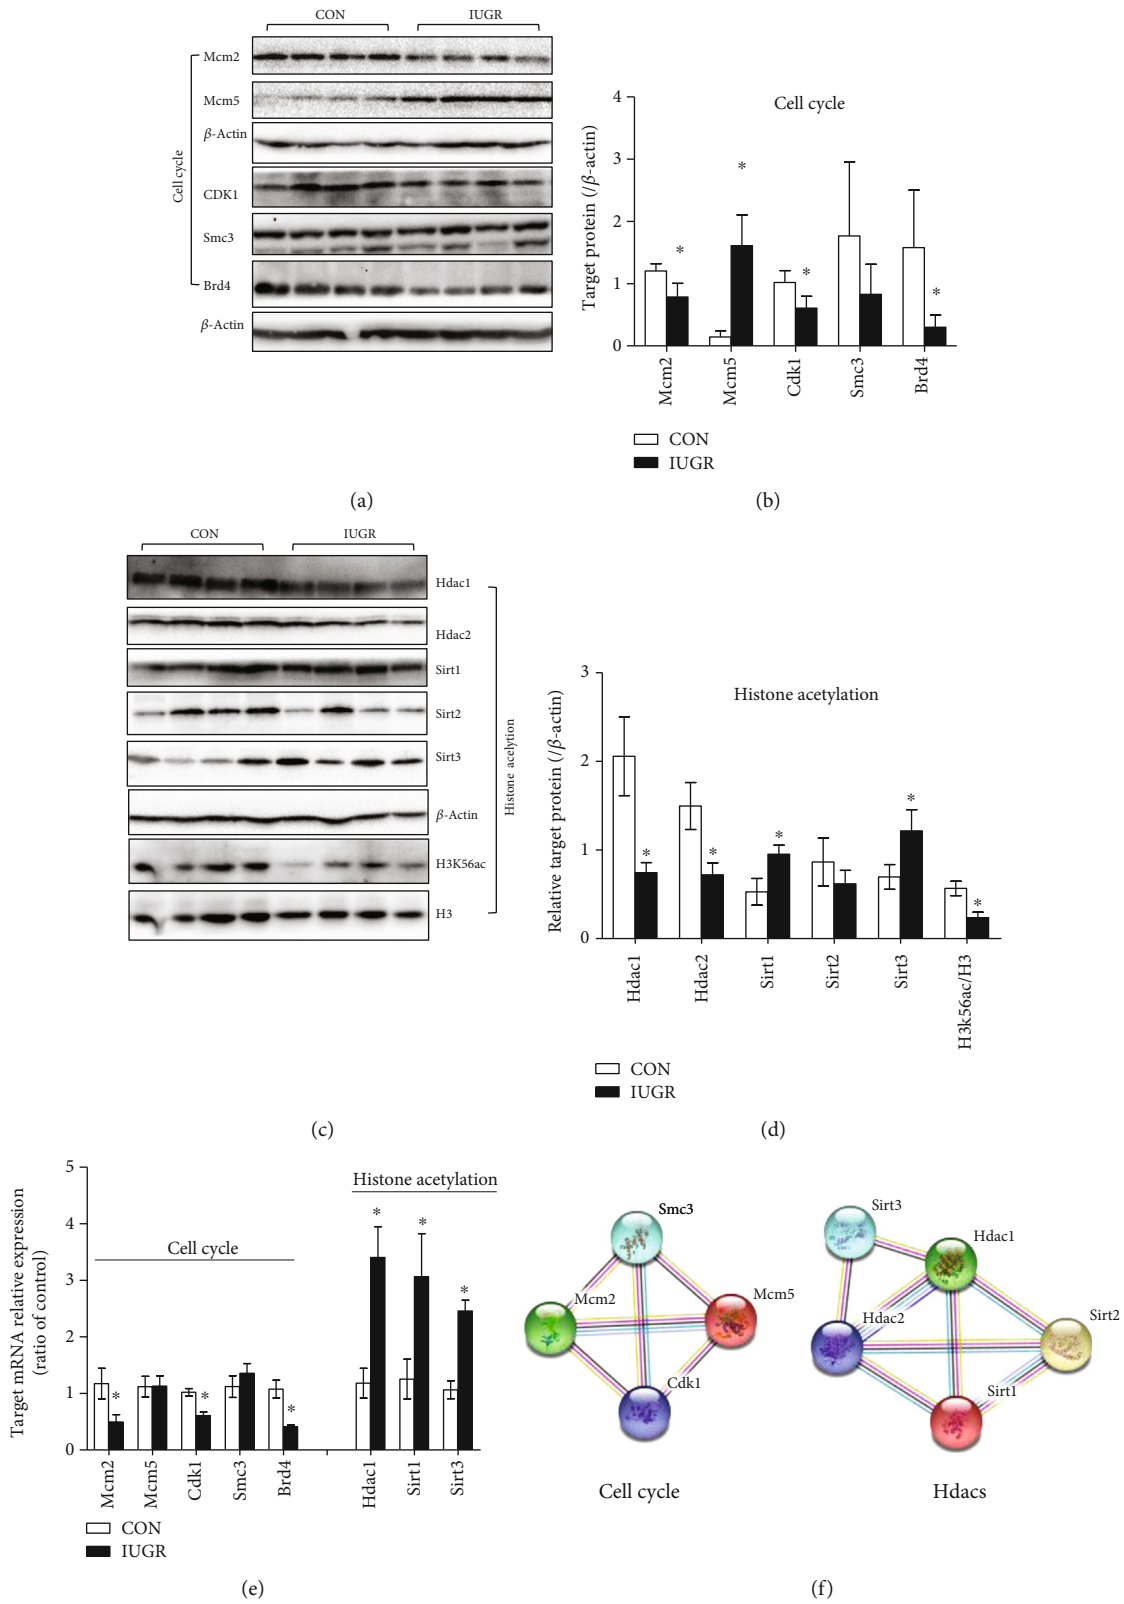 CON IUGR
Mcm2
Mcm5
β-Actin
CDK1
Smc3
Brd4
β-Actin
Cell cycle
(a)
Cell cycle
Target protein (/β-actin)
4
3
2
1
0
*
*
*
*
Mcm2 Mcm5 Cdk1 Smc3 Brd4
CON
IUGR
(b)
CON IUGR
Hdac1
Hdac2
Sirt1
Sirt2
Sirt3
β-Actin
H3K56ac
H3
Histone acelytion
(c)
Histone acetylation
Relative target protein (/β-actin)
3
2
1
0
*
*
*
*
*
Hdac1 Hdac2 Sirt1 Sirt2 Sirt3 H3k56ac/H3
CON
IUGR
(d)
Target mRNA relative expression
(ratio of control)
5
4
3
2
1
0
Cell cycle
Histone acetylation
*
*
*
*
*
*
Mcm2 Mcm5 Cdk1 Smc3 Brd4 Hdac1 Sirt1 Sirt3
CON
IUGR
(e)
Smc3
Mcm2
Mcm5
Cdk1
Cell cycle
Sirt3
Hdac1
Hdac2
Sirt2
Sirt1
Hdacs
(f)